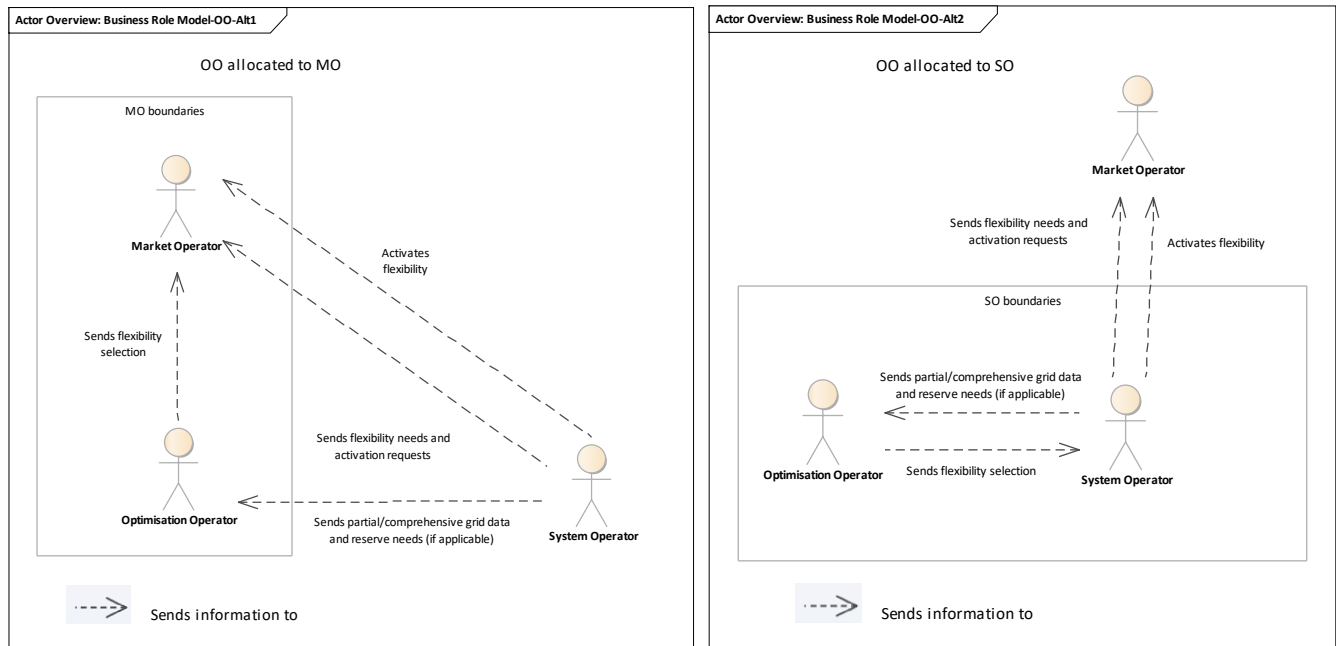 Actor Overview: Business Role Model-OO-Alt1
OO allocated to MO
MO boundaries
Market Operator
Activates
flexibility
Sends flexibility
selection
Sends flexibility needs and
activation requests
Optimisation Operator
Sends partial/comprehensive grid data
and reserve needs (if applicable)
System Operator
Sends information to
Actor Overview: Business Role Model-OO-Alt2
OO allocated to SO
Market Operator
Sends flexibility needs and
activation requests
Activates flexibility
SO boundaries
Sends partial/comprehensive grid data
and reserve needs (if applicable)
Optimisation Operator
Sends flexibility selection
System Operator
Sends information to